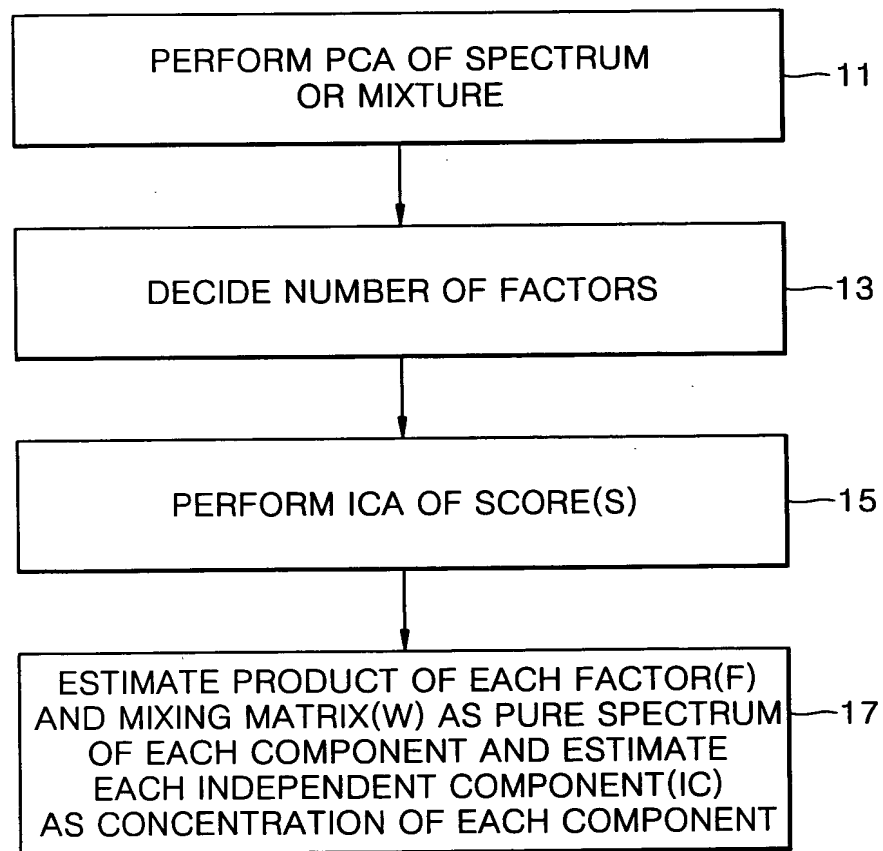 PERFORM PCA OF SPECTRUM
OR MIXTURE
11
DECIDE NUMBER OF FACTORS
13
PERFORM ICA OF SCORE(S)
15
ESTIMATE PRODUCT OF EACH FACTOR(F)
AND MIXING MATRIX(W) AS PURE SPECTRUM
OF EACH COMPONENT AND ESTIMATE
EACH INDEPENDENT COMPONENT(IC)
AS CONCENTRATION OF EACH COMPONENT
17